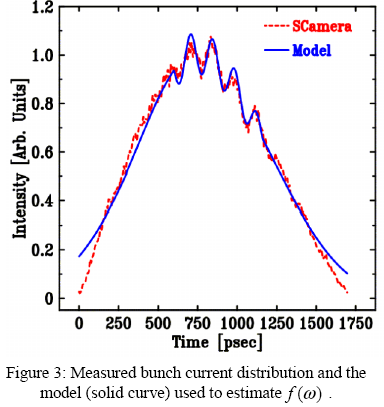 1.2
1.0
0.8
0.6
0.4
0.2
0
Intensity [Arb. Units]
SCamera
Model
0 250 500 750 1000 1250 1500 1750
Time [psec]
Figure 3: Measured bunch current distribution and the
model (solid curve) used to estimate f(ω) .